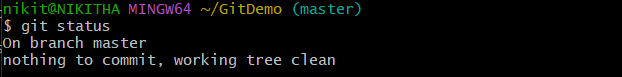 nikit@NIKITHA MINGW64 ~/GitDemo (master)
$ git status
On branch master
nothing to commit, working tree clean